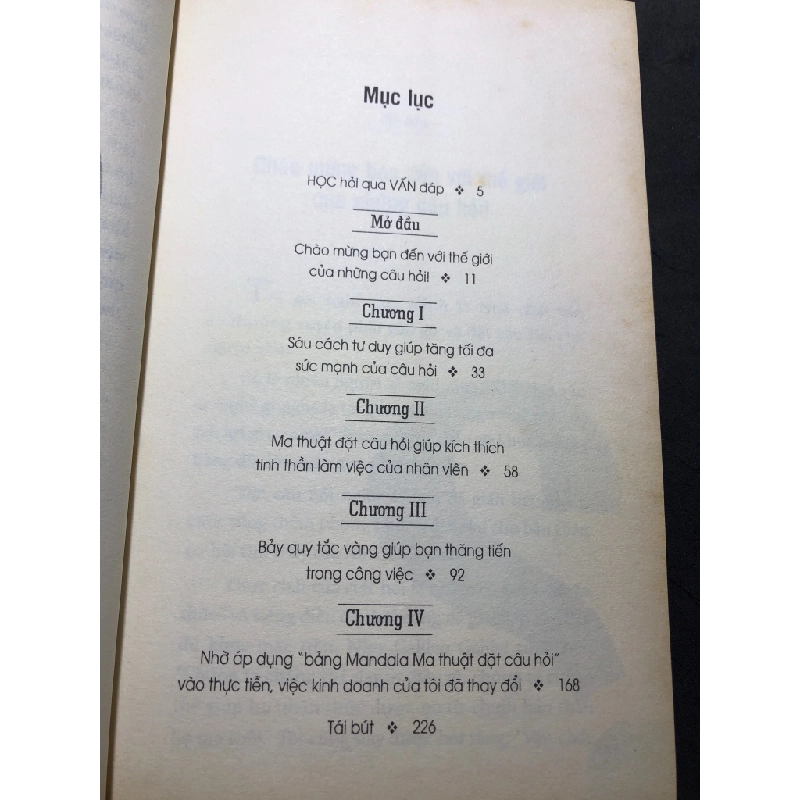 Mục lục
HỌC hỏi qua VẤN đáp ❖ 5
Mở đầu
Chào mừng bạn đến với thế giới
của những câu hỏi! ❖ 11
Chương I
Sáu cách tư duy giúp tăng tối đa
sức mạnh của câu hỏi ❖ 33
Chương II
Ma thuật đặt câu hỏi giúp kích thích
tinh thần làm việc của nhân viên ❖ 58
Chương III
Bảy quy tắc vàng giúp bạn thăng tiến
trong công việc ❖ 92
Chương IV
Nhờ áp dụng “bảng Mandala Ma thuật đặt câu hỏi”
vào thực tiễn, việc kinh doanh của tôi đã thay đổi ❖ 168
Tái bút ❖ 226